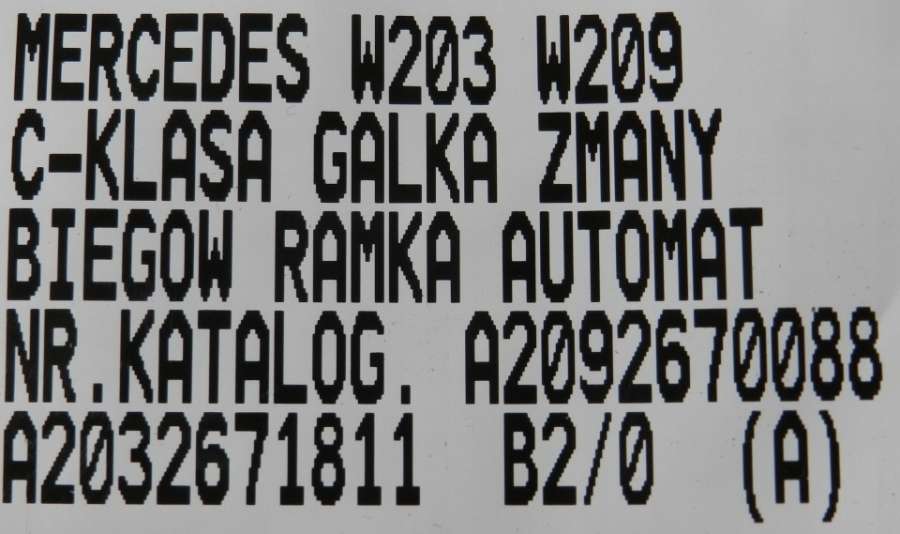 MERCEDES W203 W209
C-KLASA GALKA ZMANY
BIEGOW RAMKA AUTOMAT
NR.KATALOG. A2092670088
A2032671811 B2/0 (A)